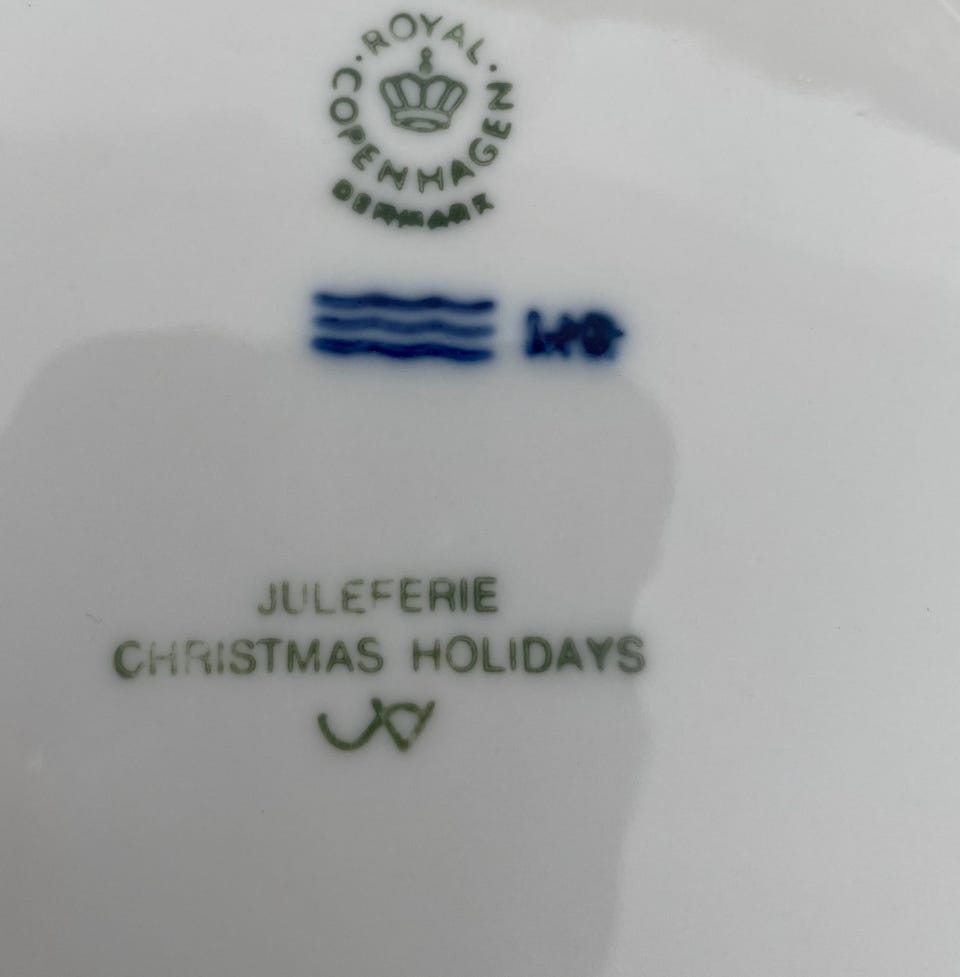 ROYAL
COPENHAGEN
DENMARK
JULEFERIE
CHRISTMAS HOLIDAYS